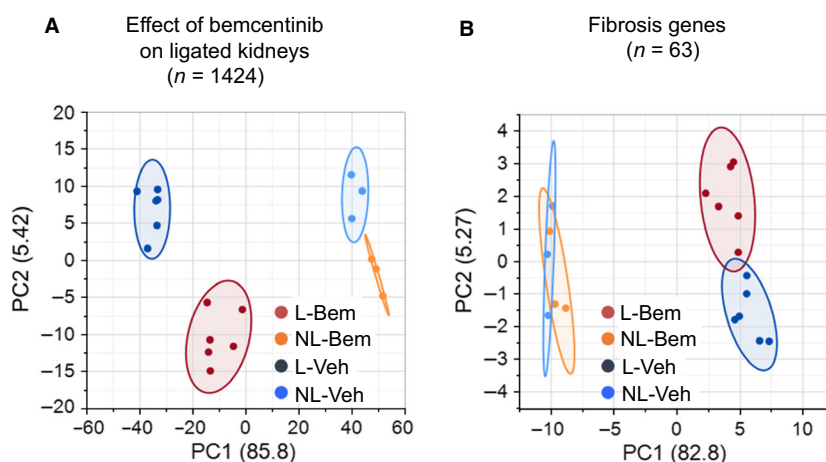 A
Effect of bemcentinib
on ligated kidneys
(n = 1424)
20
15
10
5
0
−5
−10
−15
−20
PC2 (5.42)
L-Bem
NL-Bem
L-Veh
NL-Veh
−60
−40
−20
0
20
40
60
PC1 (85.8)
B
Fibrosis genes
(n = 63)
4
3
2
1
0
−1
−2
−3
−4
PC2 (5.27)
L-Bem
NL-Bem
L-Veh
NL-Veh
−10
−5
0
5
10
PC1 (82.8)